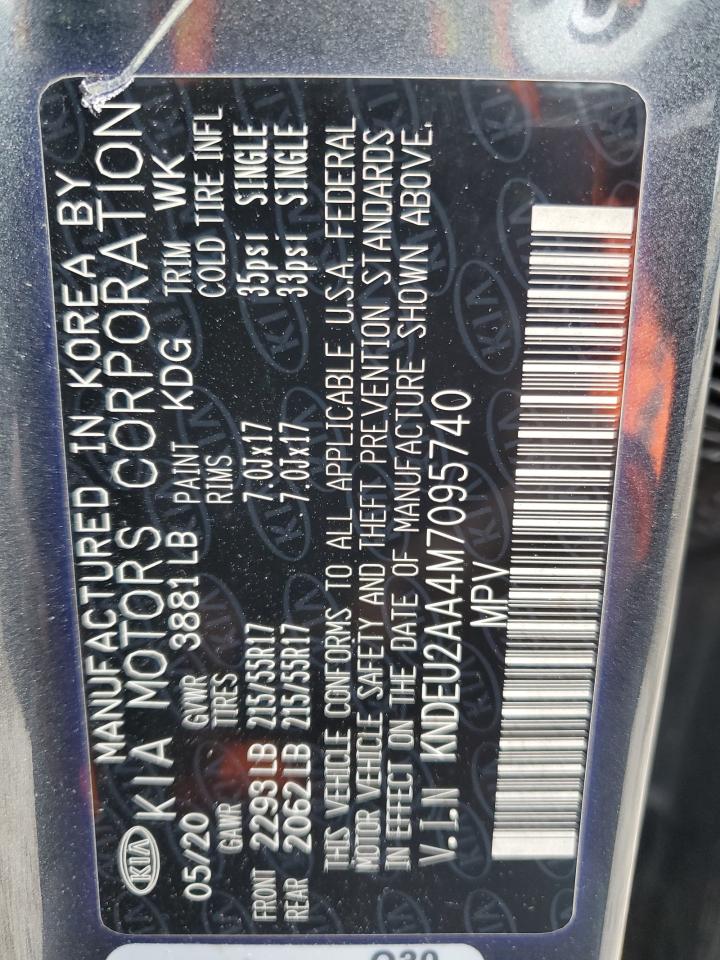 MANUFACTURED IN KOREA BY
KIA KIA MOTORS CORPORATION
05/20 GVWR 3881 LB PAINT KDG TRIM WK
GAWR TIRES RIMS COLD TIRE INFL
FRONT 2293 LB 215/55R17 7.0Jx17 35psi SINGLE
REAR 2062 LB 215/55R17 7.0Jx17 33psi SINGLE
THIS VEHICLE CONFORMS TO ALL APPLICABLE U.S.A. FEDERAL
MOTOR VEHICLE SAFETY AND THEFT PREVENTION STANDARDS
IN EFFECT ON THE DATE OF MANUFACTURE SHOWN ABOVE.
V.I.N KNDEU2AA4M7095740
MPV